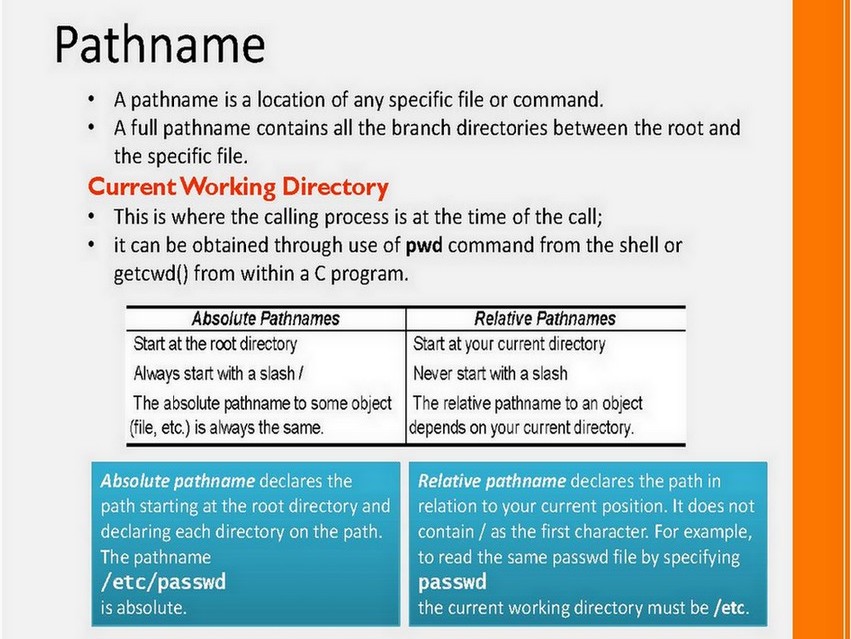 Pathname
• A pathname is a location of any specific file or command.
• A full pathname contains all the branch directories between the root and
the specific file.
Current Working Directory
• This is where the calling process is at the time of the call;
• it can be obtained through use of pwd command from the shell or
getcwd() from within a C program.
Absolute Pathnames Relative Pathnames
Start at the root directory Start at your current directory
Always start with a slash / Never start with a slash
The absolute pathname to some object The relative pathname to an object
(file, etc.) is always the same. depends on your current directory.
Absolute pathname declares the
path starting at the root directory and
declaring each directory on the path.
The pathname
/etc/passwd
is absolute.
Relative pathname declares the path in
relation to your current position. It does not
contain / as the first character. For example,
to read the same passwd file by specifying
passwd
the current working directory must be /etc.